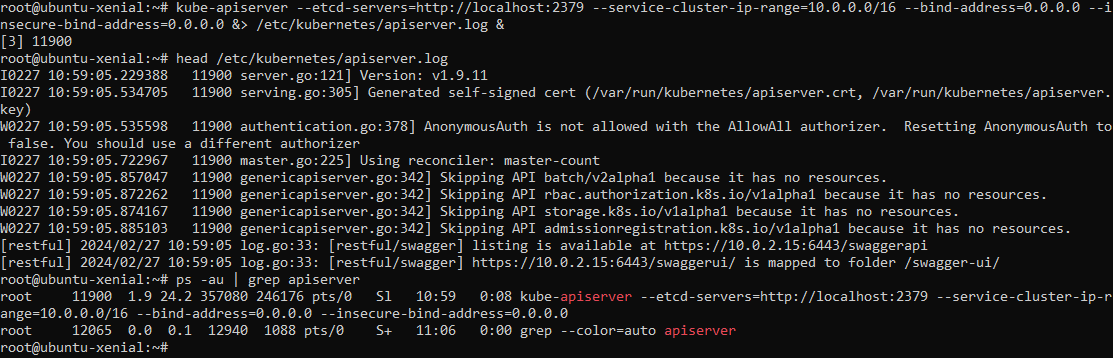 root@ubuntu-xenial:~# kube-apiserver --etcd-servers=http://localhost:2379 --service-cluster-ip-range=10.0.0.0/16 --bind-address=0.0.0.0 --i
nsecure-bind-address=0.0.0.0 &> /etc/kubernetes/apiserver.log &
[3] 11900
root@ubuntu-xenial:~# head /etc/kubernetes/apiserver.log
I0227 10:59:05.229388   11900 server.go:121] Version: v1.9.11
I0227 10:59:05.534705   11900 serving.go:305] Generated self-signed cert (/var/run/kubernetes/apiserver.crt, /var/run/kubernetes/apiserver.
key)
W0227 10:59:05.535598   11900 authentication.go:378] AnonymousAuth is not allowed with the AllowAll authorizer.  Resetting AnonymousAuth to
 false. You should use a different authorizer
I0227 10:59:05.722967   11900 master.go:225] Using reconciler: master-count
W0227 10:59:05.857047   11900 genericapiserver.go:342] Skipping API batch/v2alpha1 because it has no resources.
W0227 10:59:05.872262   11900 genericapiserver.go:342] Skipping API rbac.authorization.k8s.io/v1alpha1 because it has no resources.
W0227 10:59:05.874167   11900 genericapiserver.go:342] Skipping API storage.k8s.io/v1alpha1 because it has no resources.
W0227 10:59:05.885103   11900 genericapiserver.go:342] Skipping API admissionregistration.k8s.io/v1alpha1 because it has no resources.
[restful] 2024/02/27 10:59:05 log.go:33: [restful/swagger] listing is available at https://10.0.2.15:6443/swaggerapi
[restful] 2024/02/27 10:59:05 log.go:33: [restful/swagger] https://10.0.2.15:6443/swaggerui/ is mapped to folder /swagger-ui/
root@ubuntu-xenial:~# ps -au | grep apiserver
root     11900  1.9 24.2 357080 246176 pts/0   Sl   10:59   0:08 kube-apiserver --etcd-servers=http://localhost:2379 --service-cluster-ip-r
ange=10.0.0.0/16 --bind-address=0.0.0.0 --insecure-bind-address=0.0.0.0
root     12065  0.0  0.1  12940  1088 pts/0    S+   11:06   0:00 grep --color=auto apiserver
root@ubuntu-xenial:~#